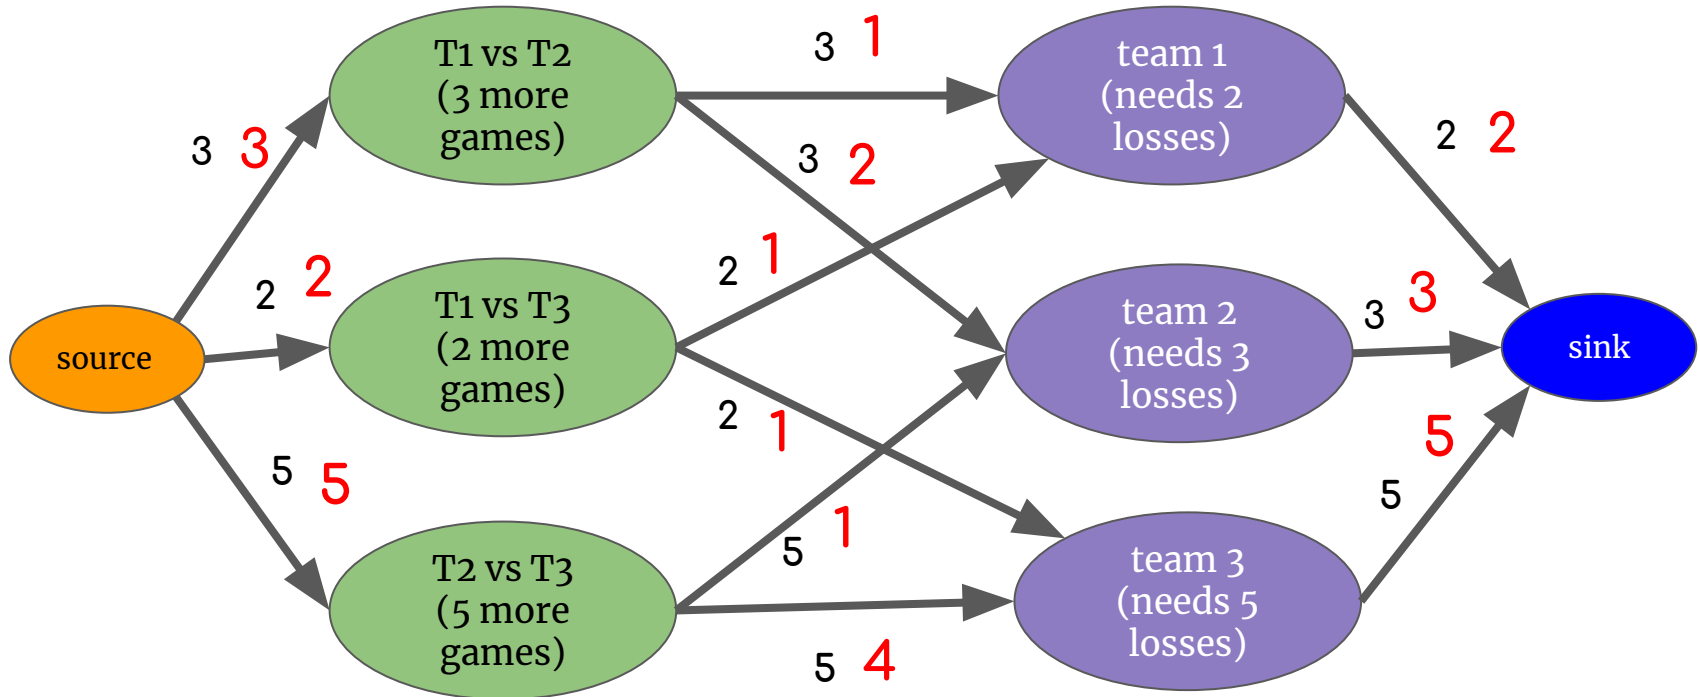 T1 vs T2
(3 more
games)
3 1
team 1
(needs 2
losses)
3 3
3 2
2 2
2 1
2 2
T1 vs T3
(2 more
games)
team 2
(needs 3
losses)
3 3
source
sink
2 1
5 5
5 1
5 5
T2 vs T3
(5 more
games)
team 3
(needs 5
losses)
5 4